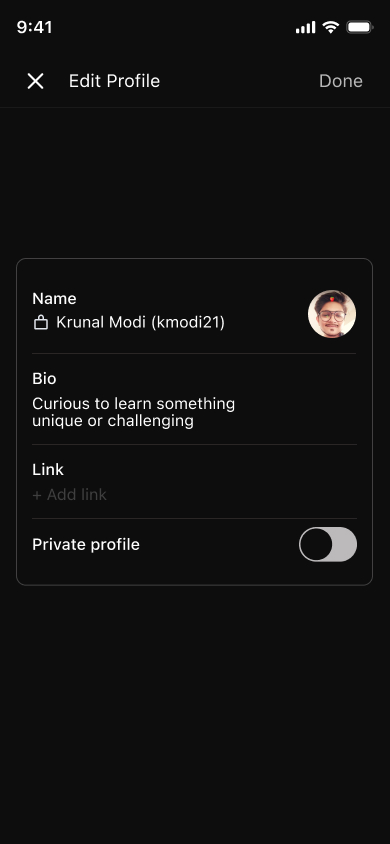 9:41
Edit Profile
Done
Name
Krunal Modi (kmodi21)
Bio
Curious to learn something
unique or challenging
Link
+ Add link
Private profile